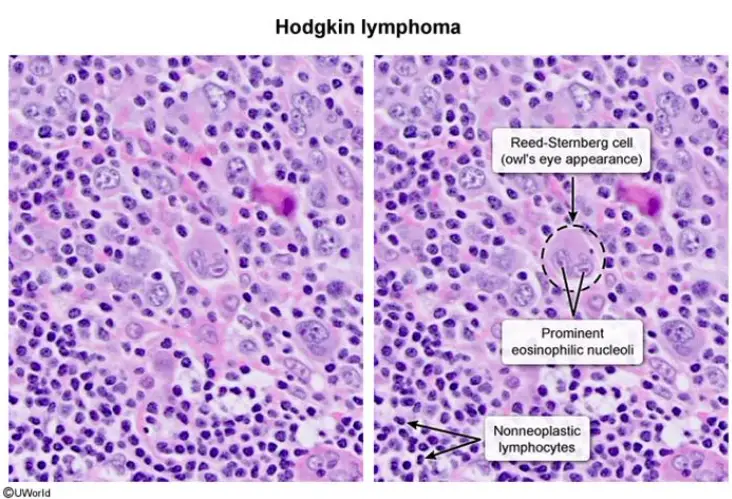 Hodgkin lymphoma
Reed-Sternberg cell
(owl's eye appearance)
Prominent
eosinophilic nucleoli
Nonneoplastic
lymphocytes
©UWorld